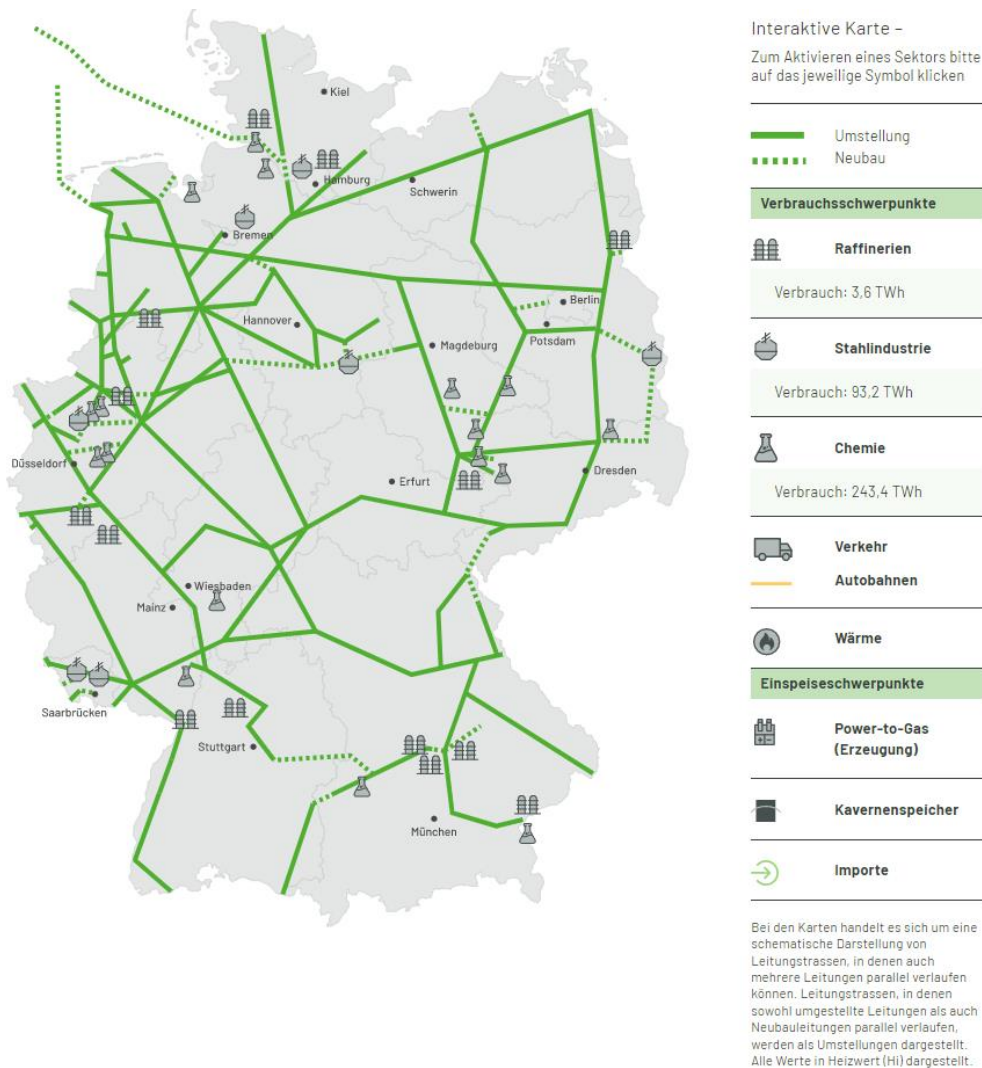 Interaktive Karte –
Zum Aktivieren eines Sektors bitte
auf das jeweilige Symbol klicken
Umstellung
Neubau
Verbrauchsschwerpunkte
Raffinerien
Verbrauch: 3,6 TWh
Stahlindustrie
Verbrauch: 93,2 TWh
Chemie
Verbrauch: 243,4 TWh
Verkehr
Autobahnen
Wärme
Einspeiseschwerpunkte
Power-to-Gas
(Erzeugung)
Kavernenspeicher
Importe
Bei den Karten handelt es sich um eine
schematische Darstellung von
Leitungstrassen, in denen auch
mehrere Leitungen parallel verlaufen
können. Leitungstrassen, in denen
sowohl umgestellte Leitungen als auch
Neubauleitungen parallel verlaufen,
werden als Umstellungen dargestellt.
Alle Werte in Heizwert (Hi) dargestellt.
Kiel
Hamburg
Schwerin
Bremen
Berlin
Hannover
Potsdam
Magdeburg
Düsseldorf
Dresden
Erfurt
Wiesbaden
Mainz
Saarbrücken
Stuttgart
München